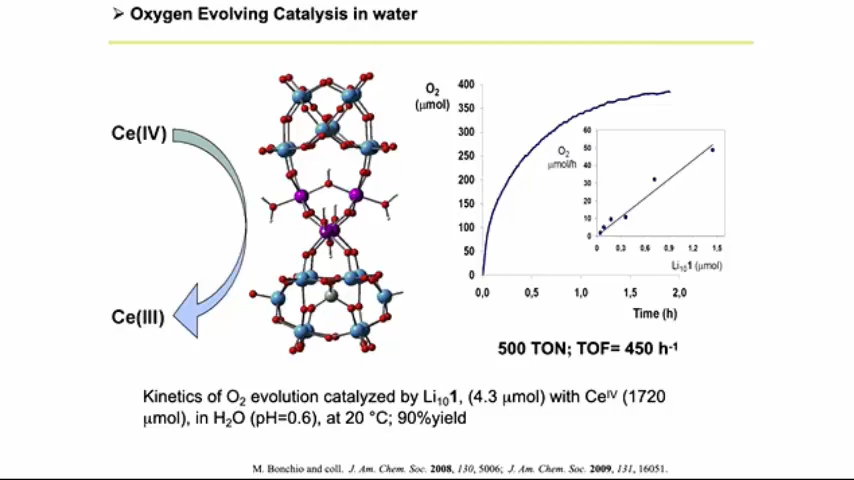 ➢ Oxygen Evolving Catalysis in water
Ce(IV)
Ce(III)
O₂
(μmol)
400
350
300
250
200
150
100
50
0
0,0 0,5 1,0 1,5 2,0
Time (h)
60
50
40
30
20
10
0
O₂
μmol/h
0 0,3 0,6 0,9 1,2 1,5
Li₁₀1 (μmol)
500 TON; TOF= 450 h⁻¹
Kinetics of O₂ evolution catalyzed by Li₁₀1, (4.3 μmol) with Ceᴵⱽ (1720
μmol), in H₂O (pH=0.6), at 20 °C; 90%yield
M. Bonchio and coll. J. Am. Chem. Soc. 2008, 130, 5006; J. Am. Chem. Soc. 2009, 131, 16051.